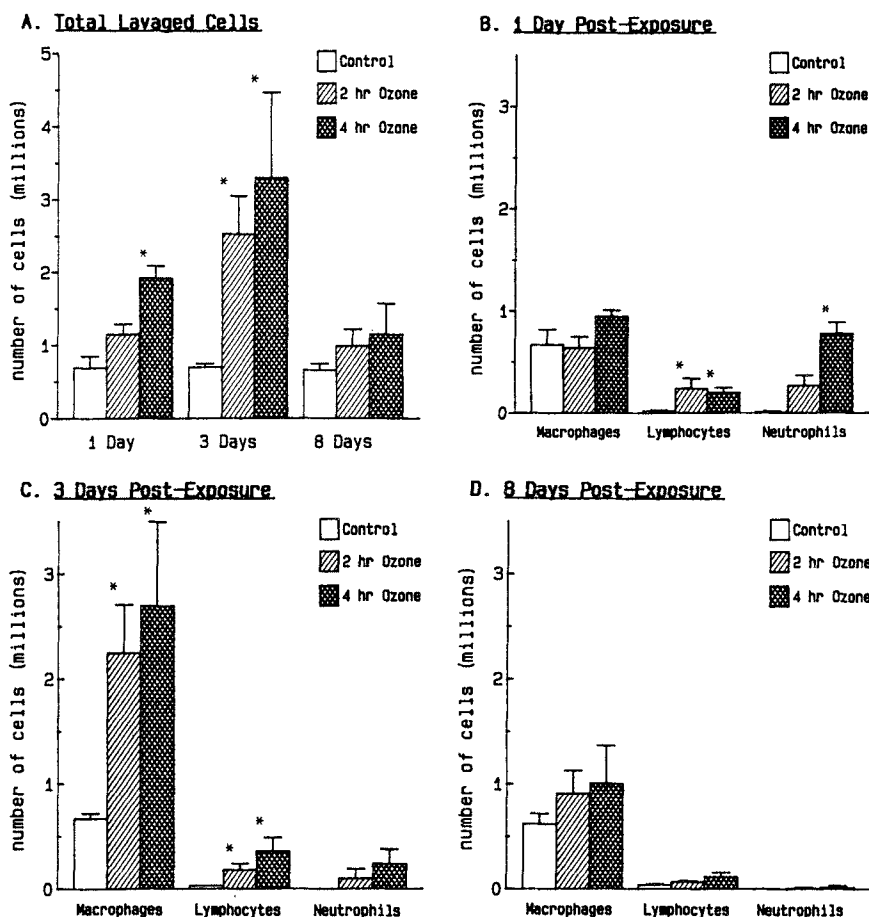 A. Total Lavaged Cells
number of cells (millions)
5
4
3
2
1
0
*
*
*
Control
2 hr Ozone
4 hr Ozone
1 Day
3 Days
8 Days
B. 1 Day Post-Exposure
number of cells (millions)
3
2
1
0
*
*
*
Control
2 hr Ozone
4 hr Ozone
Macrophages
Lymphocytes
Neutrophils
C. 3 Days Post-Exposure
number of cells (millions)
3
2
1
0
*
*
*
*
Control
2 hr Ozone
4 hr Ozone
Macrophages
Lymphocytes
Neutrophils
D. 8 Days Post-Exposure
number of cells (millions)
3
2
1
0
Control
2 hr Ozone
4 hr Ozone
Macrophages
Lymphocytes
Neutrophils